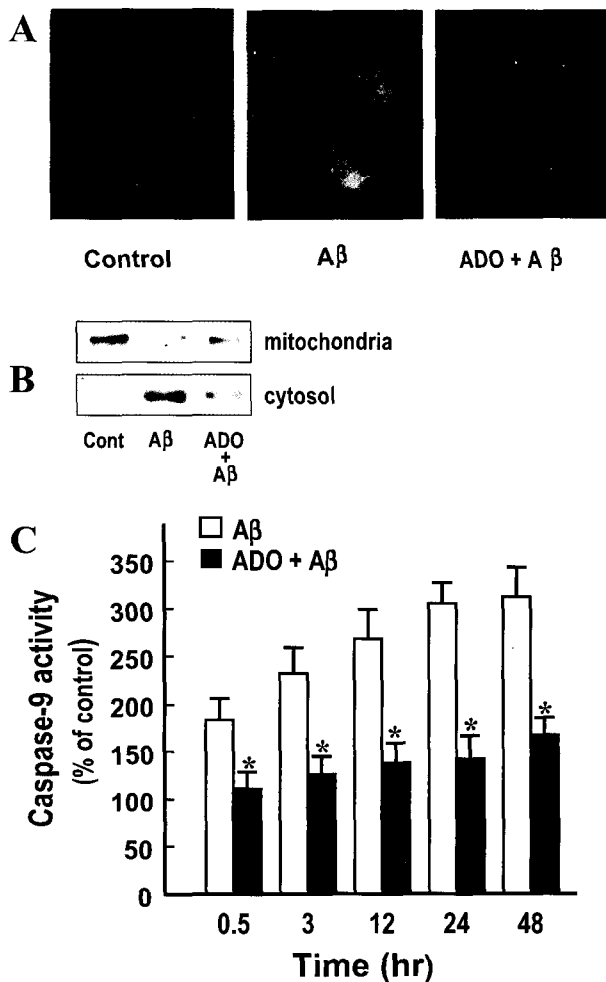 A
Control
Aβ
ADO + A β
B
mitochondria
cytosol
Cont
Aβ
ADO
+
Aβ
C
Aβ
ADO + Aβ
Caspase-9 activity
(% of control)
350
300
250
200
150
100
50
0
*
*
*
*
*
0.5
3
12
24
48
Time (hr)